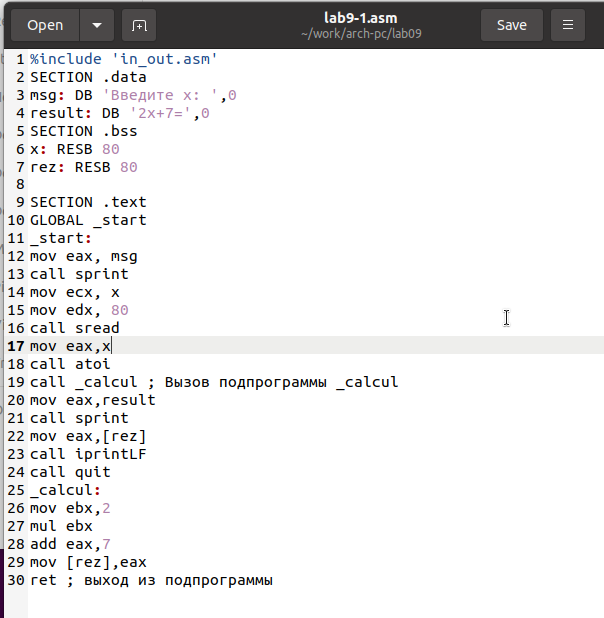 Open
lab9-1.asm
~/work/arch-pc/lab09
Save
1 %include 'in_out.asm'
2 SECTION .data
3 msg: DB 'Введите x: ',0
4 result: DB '2x+7=',0
5 SECTION .bss
6 x: RESB 80
7 rez: RESB 80
8
9 SECTION .text
10 GLOBAL _start
11 _start:
12 mov eax, msg
13 call sprint
14 mov ecx, x
15 mov edx, 80
16 call sread
17 mov eax,x
18 call atoi
19 call _calcul ; Вызов подпрограммы _calcul
20 mov eax,result
21 call sprint
22 mov eax,[rez]
23 call iprintLF
24 call quit
25 _calcul:
26 mov ebx,2
27 mul ebx
28 add eax,7
29 mov [rez],eax
30 ret ; выход из подпрограммы